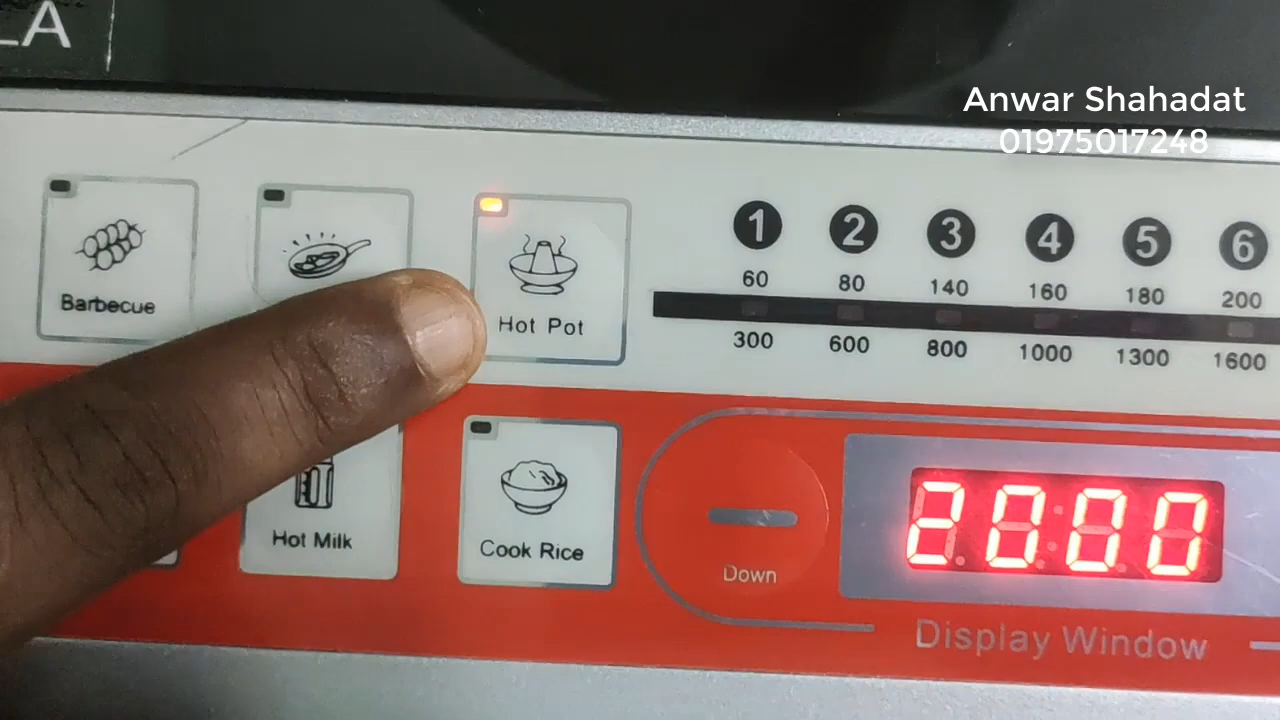 LA
Anwar Shahadat
01975017248
1 2 3 4 5 6
60 80 140 160 180 200
300 600 800 1000 1300 1600
Barbecue
Hot Pot
Hot Milk
Cook Rice
Down
2000
Display Window